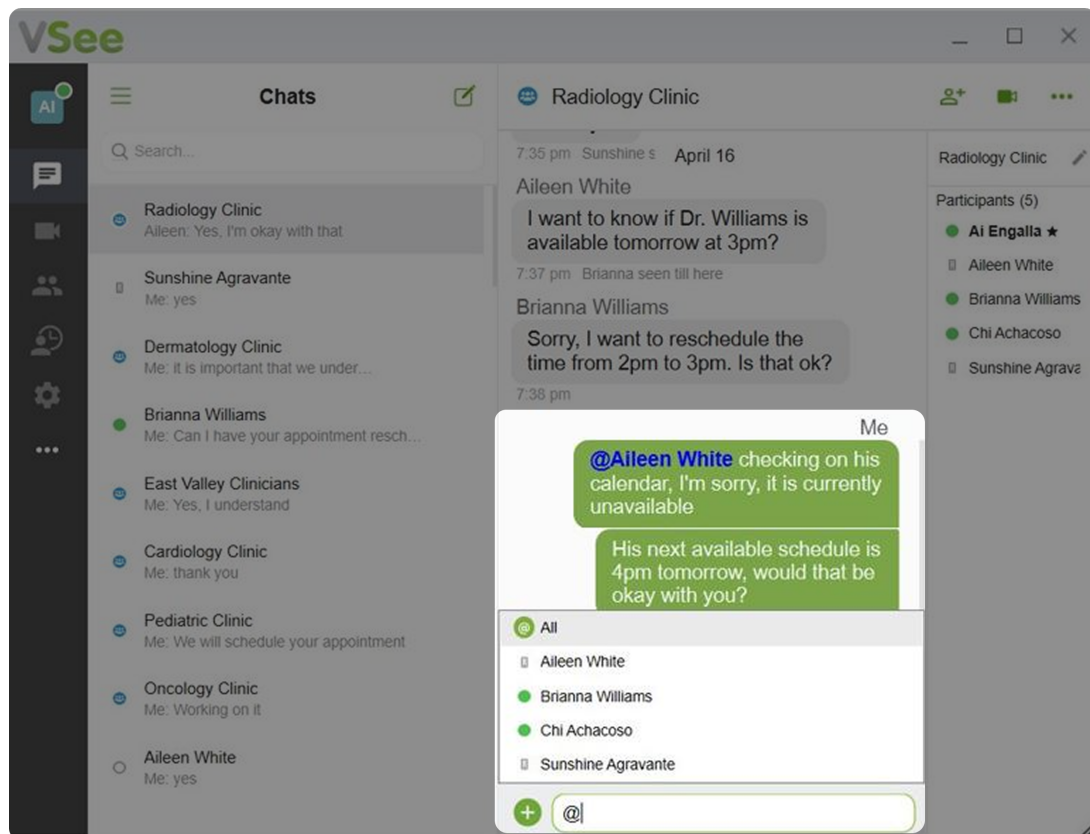 VSee
AI
Chats
Search...
Radiology Clinic
Aileen: Yes, I'm okay with that
Sunshine Agravante
Me: yes
Dermatology Clinic
Me: it is important that we under...
Brianna Williams
Me: Can I have your appointment resch...
East Valley Clinicians
Me: Yes, I understand
Cardiology Clinic
Me: thank you
Pediatric Clinic
Me: We will schedule your appointment
Oncology Clinic
Me: Working on it
Aileen White
Me: yes
Radiology Clinic
7:35 pm Sunshine s
April 16
Aileen White
I want to know if Dr. Williams is
available tomorrow at 3pm?
7:37 pm Brianna seen till here
Brianna Williams
Sorry, I want to reschedule the
time from 2pm to 3pm. Is that ok?
7:38 pm
Me
@Aileen White checking on his
calendar, I'm sorry, it is currently
unavailable
His next available schedule is
4pm tomorrow, would that be
okay with you?
@ All
Aileen White
Brianna Williams
Chi Achacoso
Sunshine Agravante
@
Radiology Clinic
Participants (5)
Ai Engalla ★
Aileen White
Brianna Williams
Chi Achacoso
Sunshine Agrava